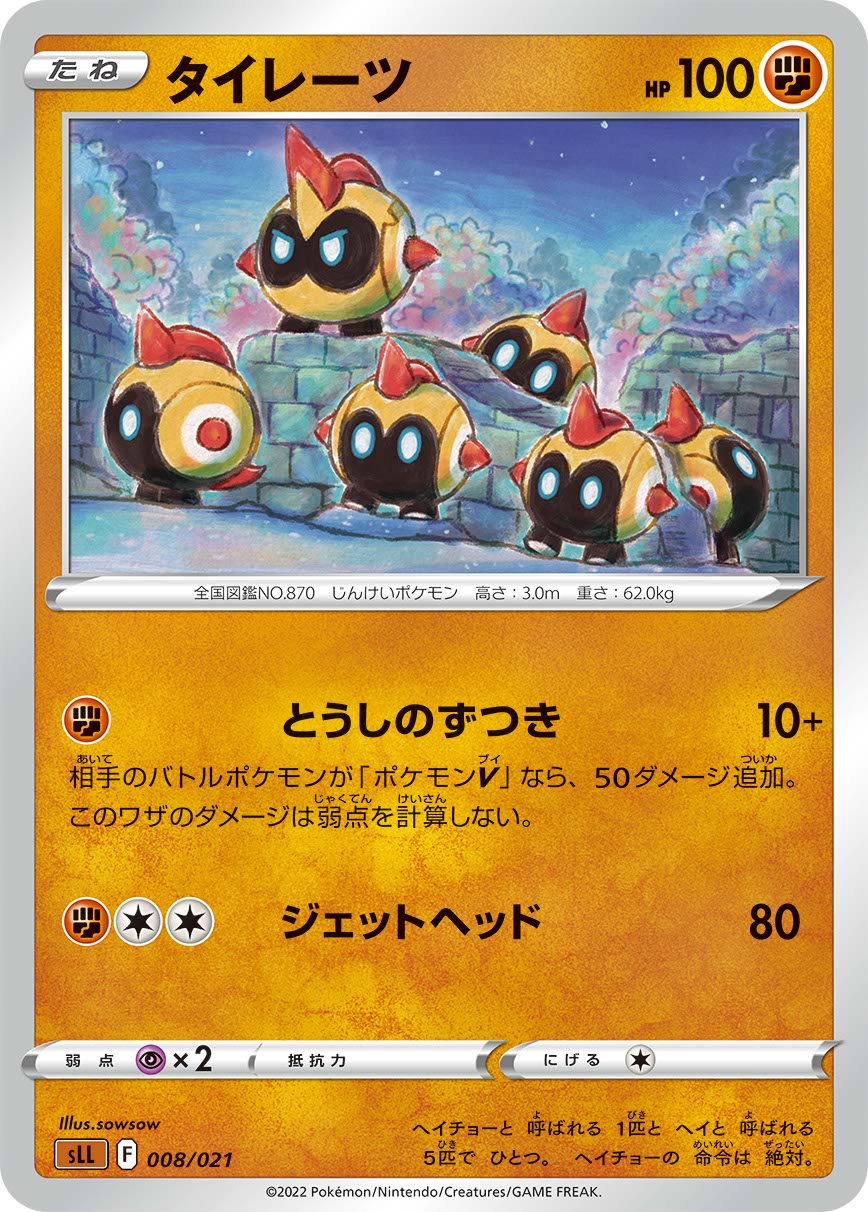 たね タイレーツ HP 100
全国図鑑NO.870 じんけいポケモン 高さ:3.0m 重さ:62.0kg
とうしのずつき 10+
相手のバトルポケモンが「ポケモンV」なら、50ダメージ追加。
このワザのダメージは弱点を計算しない。
ジェットヘッド 80
弱点 ×2 抵抗力 にげる
Illus.sowsow
ヘイチョーと 呼ばれる 1匹と ヘイと 呼ばれる
sLL F 008/021
5匹で ひとつ。 ヘイチョーの 命令は 絶対。
©2022 Pokémon/Nintendo/Creatures/GAME FREAK.